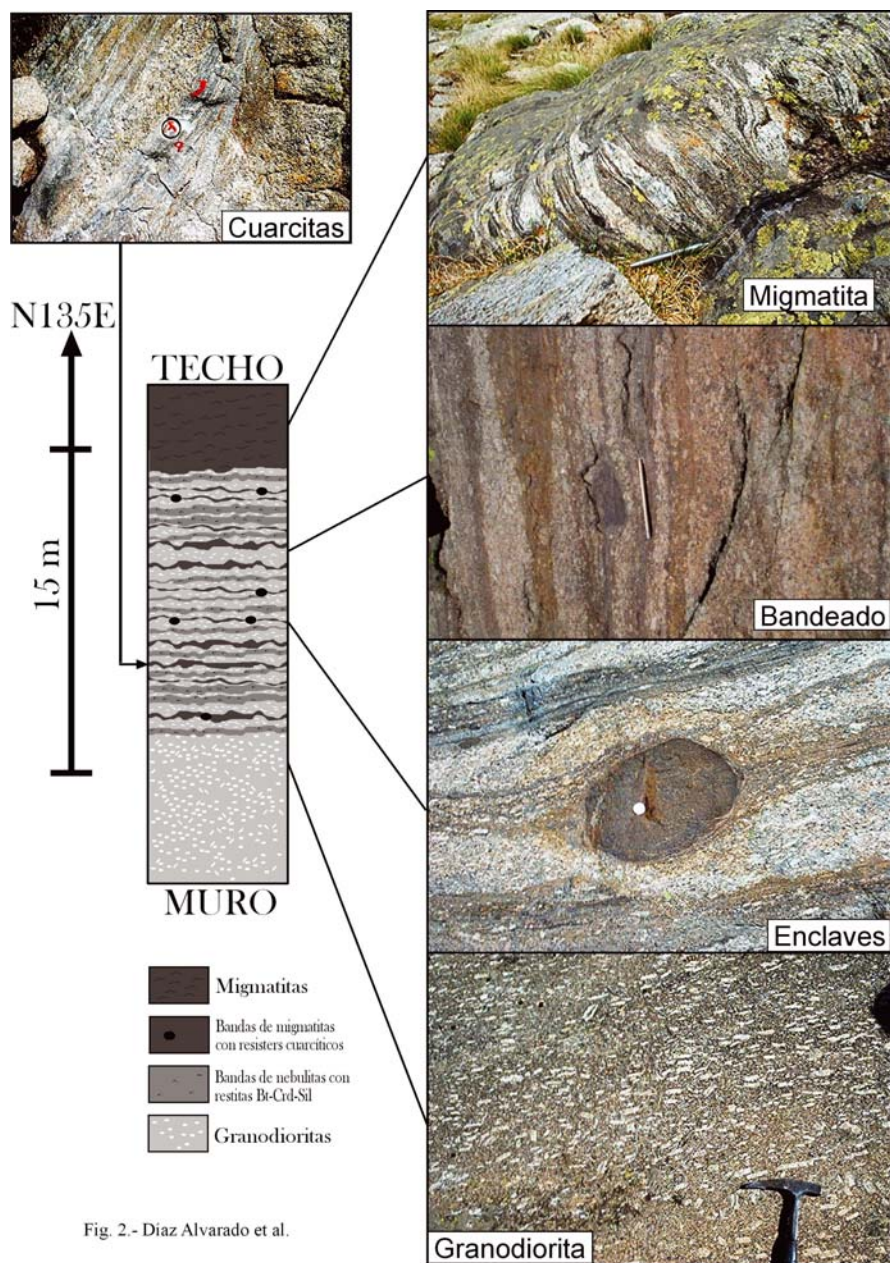 Cuarcitas
N135E
TECHO
15 m
MURO
Migmatitas
Bandas de migmatitas
con resisters cuarcíticos
Bandas de nebulitas con
restitas Bt-Crd-Sil
Granodioritas
Fig. 2.- Díaz Alvarado et al.
Migmatita
Bandeado
Enclaves
Granodiorita